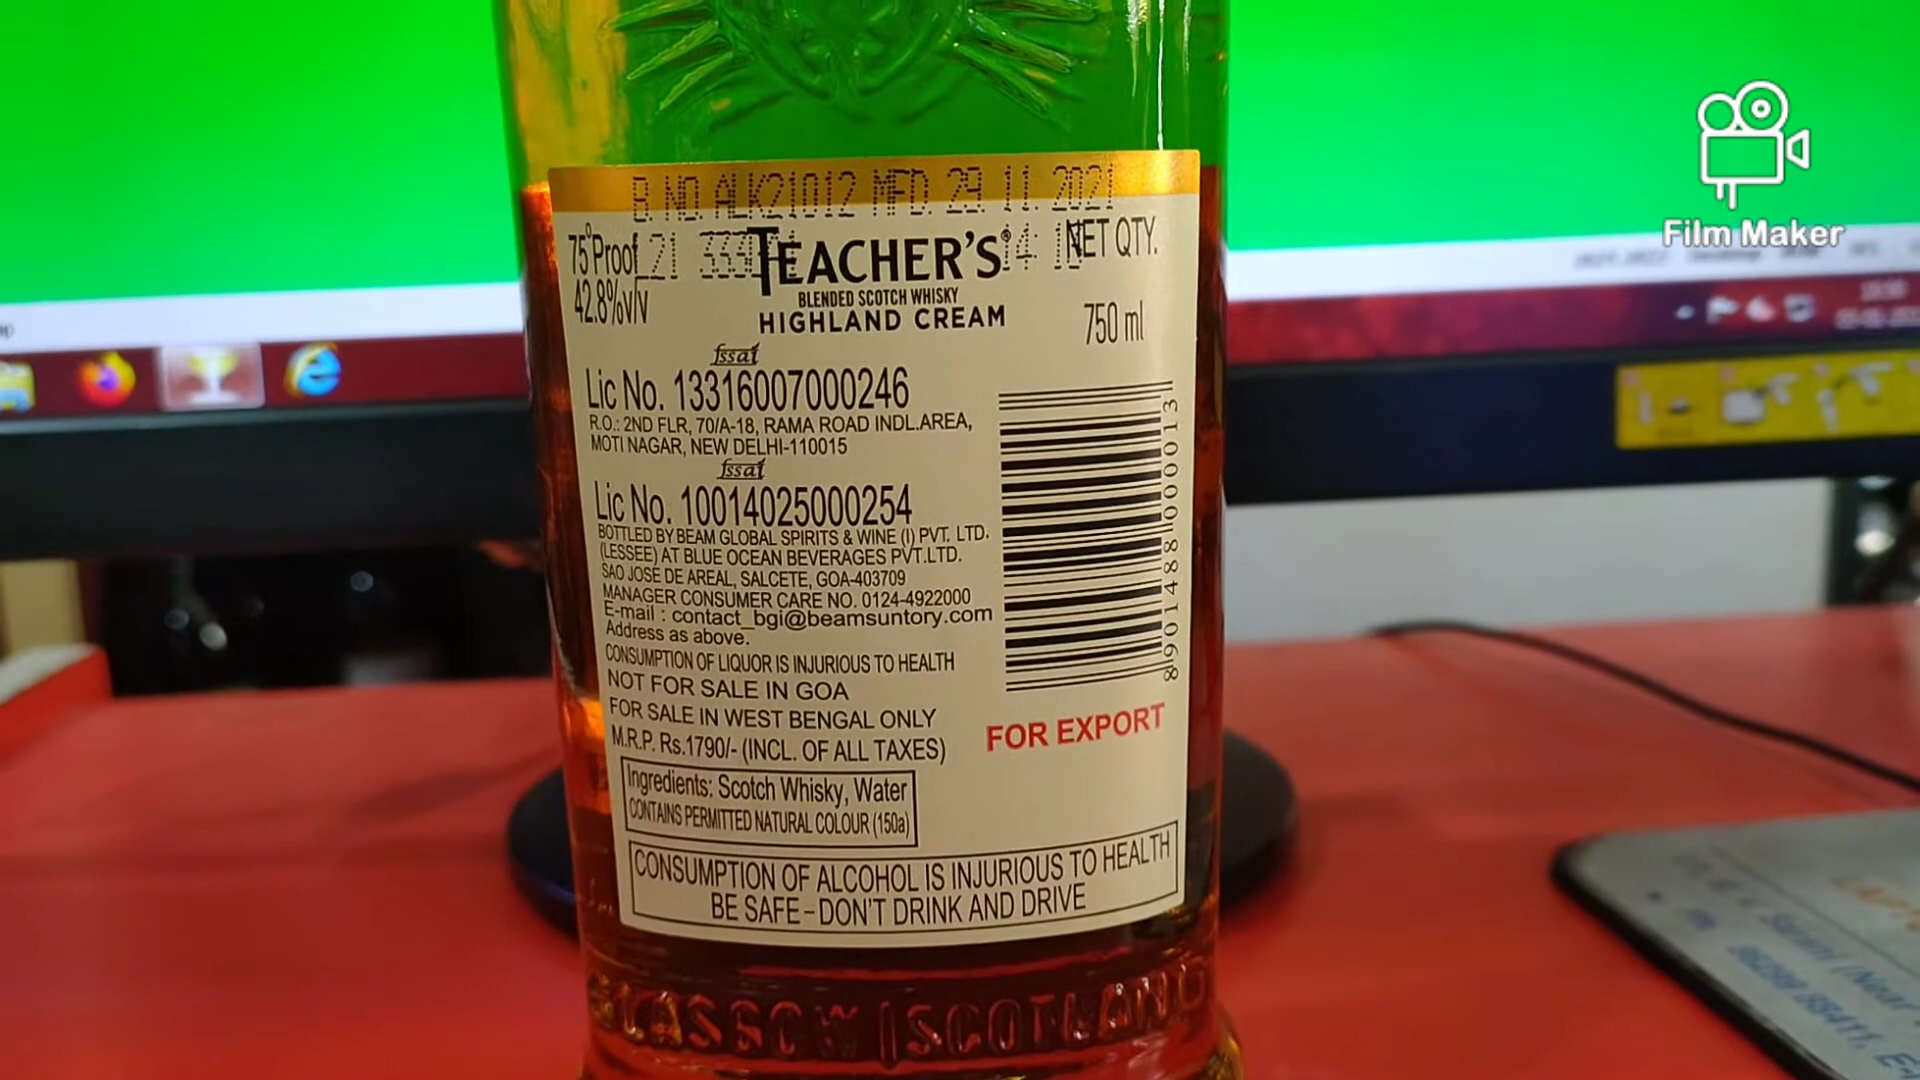 Film Maker
B. NO. ALK21012 MFD. 29. 11. 2021
75°Proof L21 333 TEACHER'S® 14: 1 NET QTY.
42.8%v/v BLENDED SCOTCH WHISKY
HIGHLAND CREAM 750 ml
fssai
Lic No. 13316007000246
R.O.: 2ND FLR, 70/A-18, RAMA ROAD INDL.AREA,
MOTI NAGAR, NEW DELHI-110015
fssai
Lic No. 10014025000254
BOTTLED BY BEAM GLOBAL SPIRITS & WINE (I) PVT. LTD.
(LESSEE) AT BLUE OCEAN BEVERAGES PVT.LTD.
SAO JOSE DE AREAL, SALCETE, GOA-403709
MANAGER CONSUMER CARE NO. 0124-4922000
E-mail : contact_bgi@beamsuntory.com
Address as above.
CONSUMPTION OF LIQUOR IS INJURIOUS TO HEALTH
NOT FOR SALE IN GOA
FOR SALE IN WEST BENGAL ONLY
M.R.P. Rs.1790/- (INCL. OF ALL TAXES)
8901488000013
FOR EXPORT
Ingredients: Scotch Whisky, Water
CONTAINS PERMITTED NATURAL COLOUR (150a)
CONSUMPTION OF ALCOHOL IS INJURIOUS TO HEALTH
BE SAFE-DON'T DRINK AND DRIVE
GLASGOW | SCOTLAND